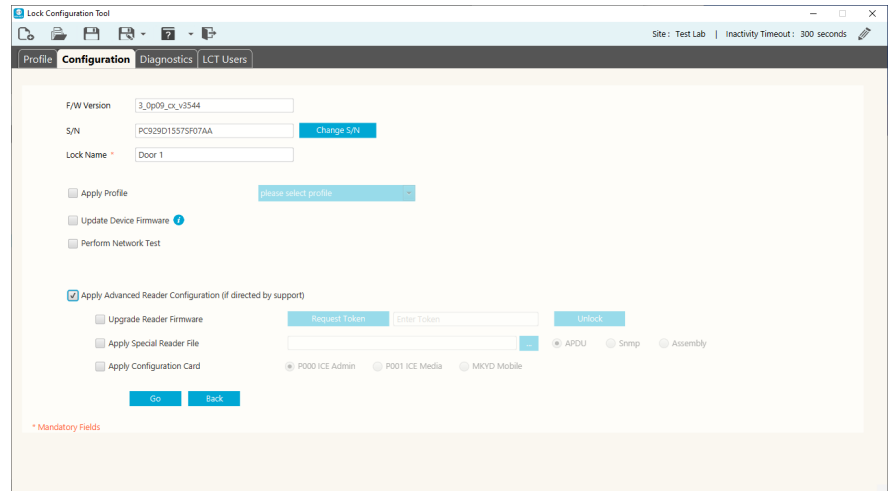 Lock Configuration Tool
Site : Test Lab | Inactivity Timeout : 300 seconds
Profile Configuration Diagnostics LCT Users
F/W Version 3_0p09_cx_v3544
S/N PC929D1557SF07AA Change S/N
Lock Name * Door 1
Apply Profile please select profile
Update Device Firmware i
Perform Network Test
Apply Advanced Reader Configuration (if directed by support)
Upgrade Reader Firmware Request Token Enter Token Unlock
Apply Special Reader File ... APDU Snmp Assembly
Apply Configuration Card P000 ICE Admin P001 ICE Media MKYD Mobile
Go Back
* Mandatory Fields